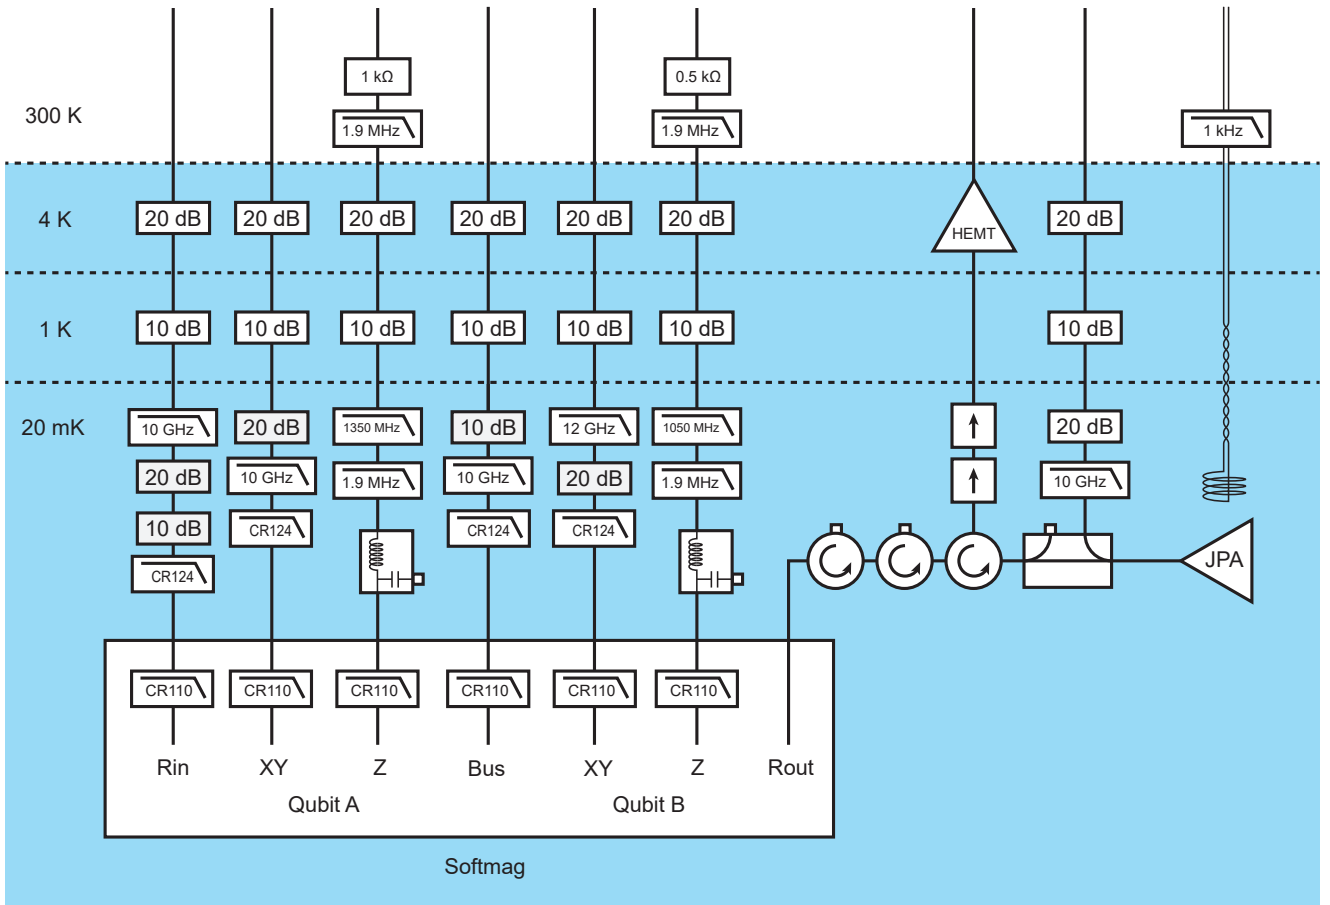 1 kΩ 0.5 kΩ
300 K 1.9 MHz 1.9 MHz 1 kHz
4 K 20 dB 20 dB 20 dB 20 dB 20 dB 20 dB HEMT 20 dB
1 K 10 dB 10 dB 10 dB 10 dB 10 dB 10 dB 10 dB
20 mK 10 GHz 20 dB 1350 MHz 10 dB 12 GHz 1050 MHz 20 dB
20 dB 10 GHz 1.9 MHz 10 GHz 20 dB 1.9 MHz 10 GHz
10 dB CR124 CR124 CR124
CR124 JPA
CR110 CR110 CR110 CR110 CR110 CR110
Rin XY Z Bus XY Z Rout
Qubit A Qubit B
Softmag